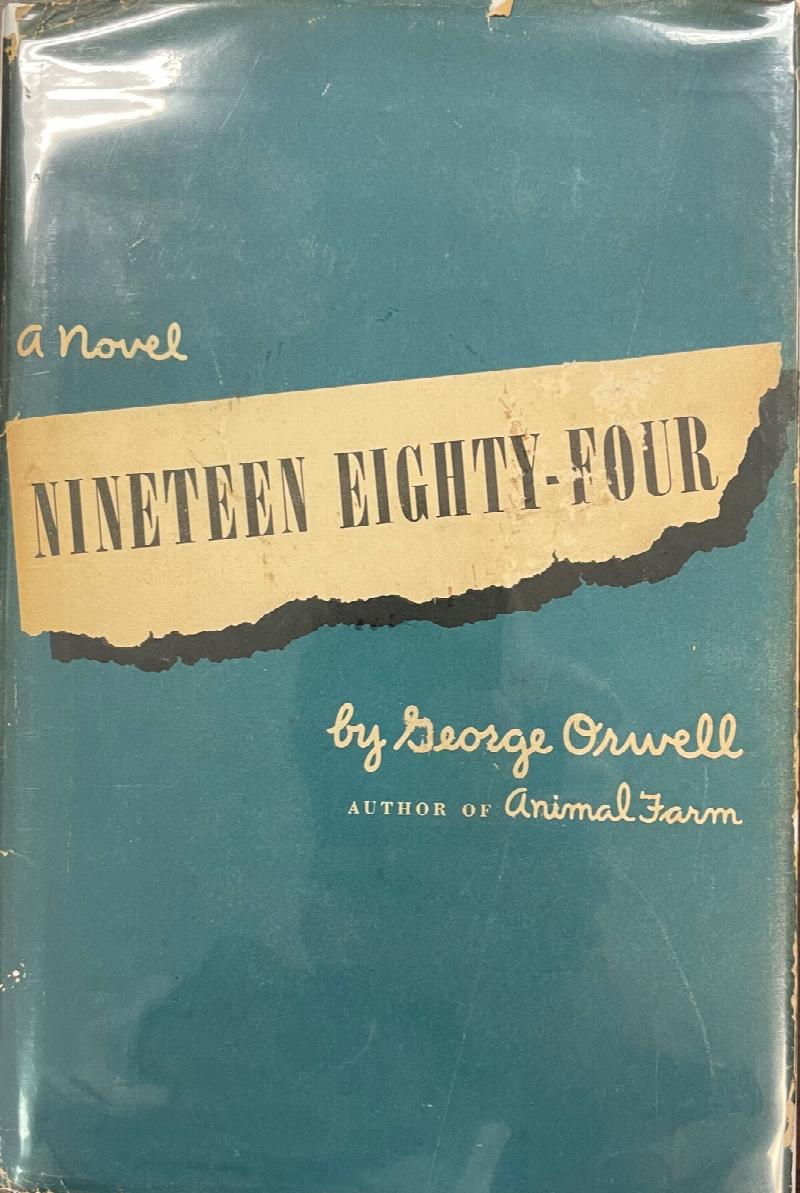 a Novel
NINETEEN EIGHTY-FOUR
by George Orwell
AUTHOR OF Animal Farm